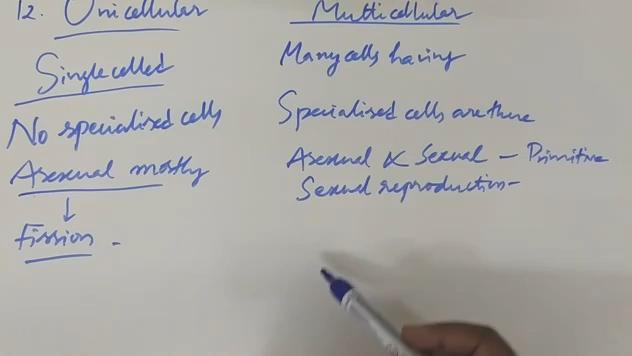 12. Unicellular
Single celled
No specialised cells
Asexual mostly
↓
Fission -
Multicellular
Many cells having
Specialised cells are there
Asexual & Sexual - Primitive
Sexual reproduction -